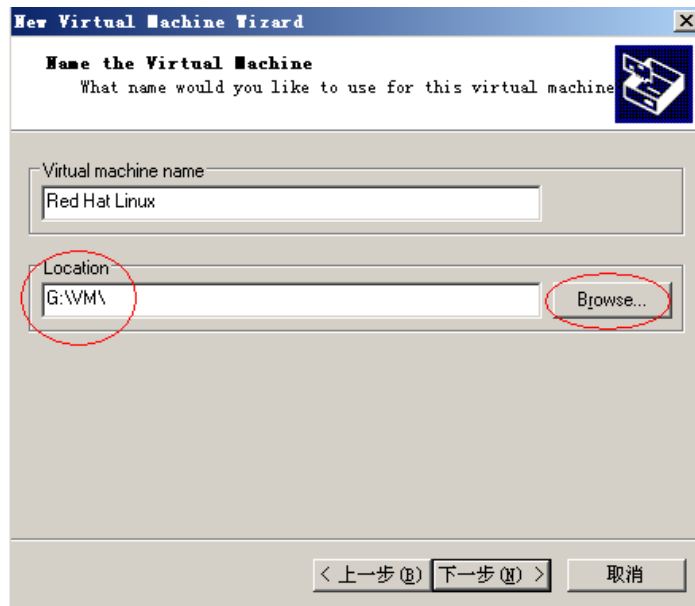 New Virtual Machine Wizard
Name the Virtual Machine
What name would you like to use for this virtual machine
Virtual machine name
Red Hat Linux
Location
G:\VM\
Browse...
< 上一步(B) 下一步(N) > 取消